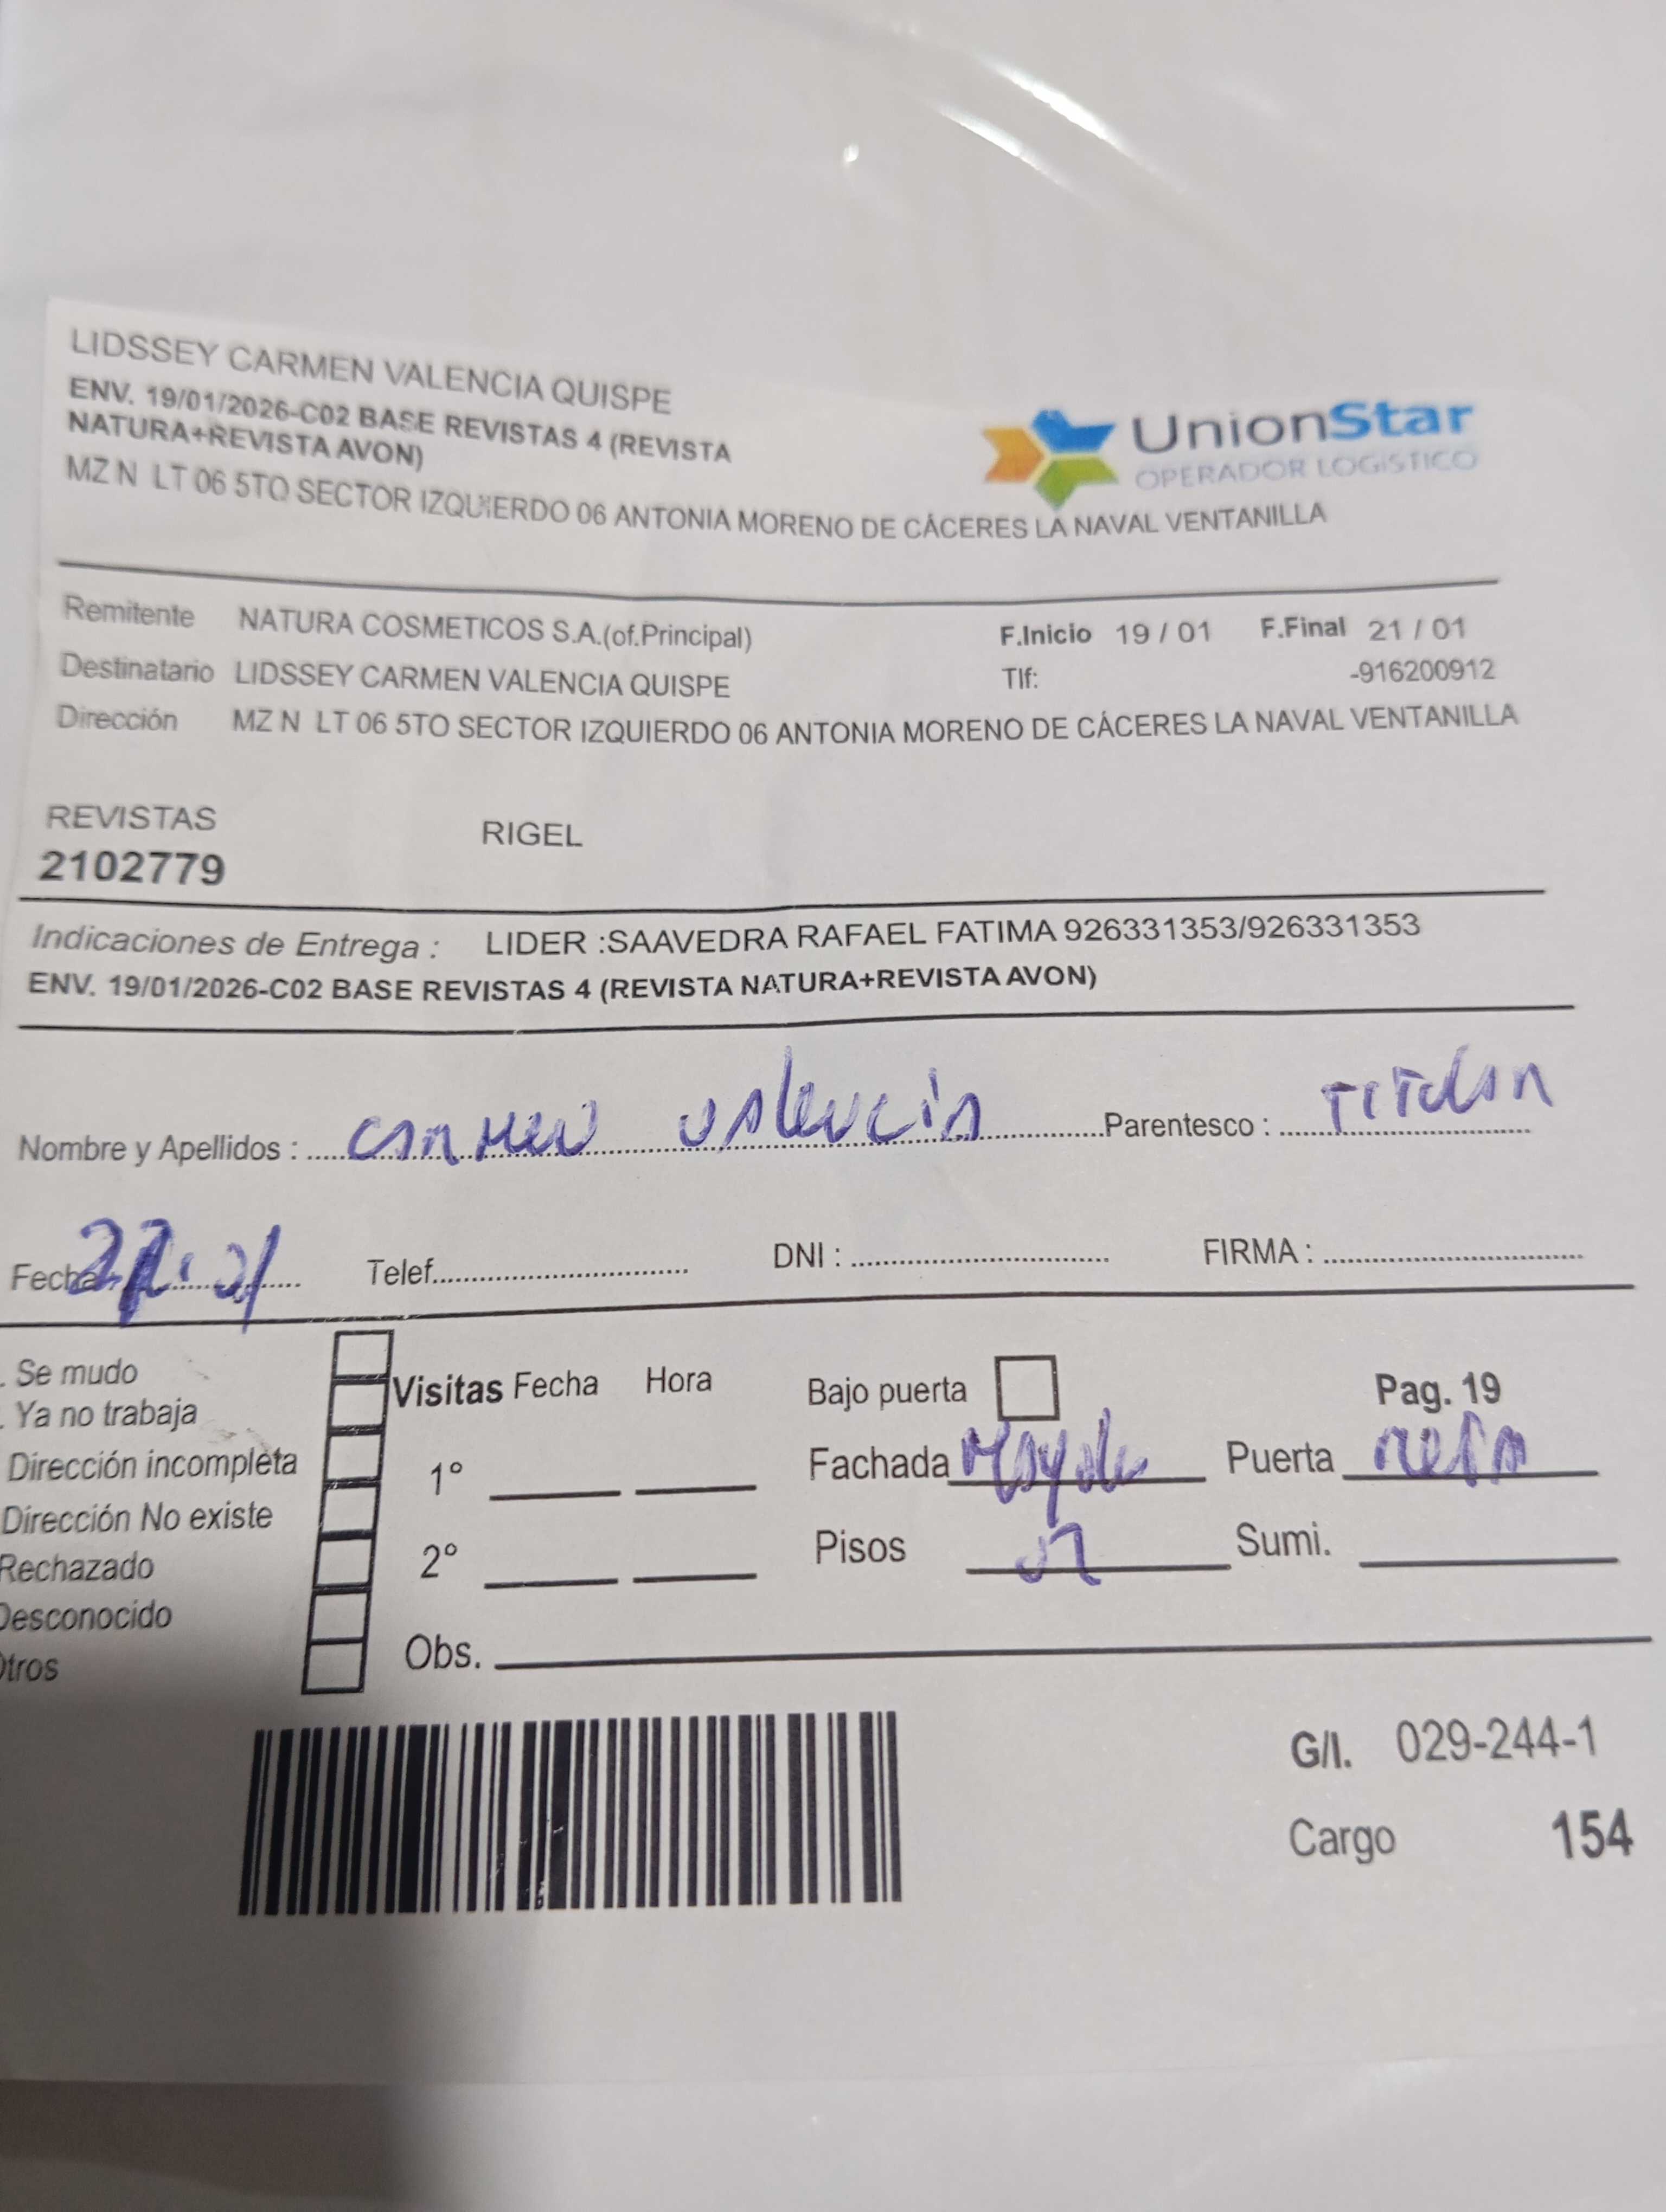 LIDSSEY CARMEN VALENCIA QUISPE
ENV. 19/01/2026-C02 BASE REVISTAS 4 (REVISTA
NATURA+REVISTA AVON)
MZ N LT 06 5TO SECTOR IZQUIERDO 06 ANTONIA MORENO DE CÁCERES LA NAVAL VENTANILLA
UnionStar
OPERADOR LOGÍSTICO
Remitente NATURA COSMETICOS S.A.(of.Principal) F.Inicio 19 / 01 F.Final 21 / 01
Destinatario LIDSSEY CARMEN VALENCIA QUISPE Tlf: -916200912
Dirección MZ N LT 06 5TO SECTOR IZQUIERDO 06 ANTONIA MORENO DE CÁCERES LA NAVAL VENTANILLA
REVISTAS RIGEL
2102779
Indicaciones de Entrega : LIDER :SAAVEDRA RAFAEL FATIMA 926331353/926331353
ENV. 19/01/2026-C02 BASE REVISTAS 4 (REVISTA NATURA+REVISTA AVON)
Nombre y Apellidos : carmen valencia Parentesco :
Fecha Telef. DNI : FIRMA :
Se mudo
Ya no trabaja
Dirección incompleta
Dirección No existe
Rechazado
Desconocido
Otros
Visitas Fecha Hora
1º
2º
Obs.
Bajo puerta Pag. 19
Fachada Puerta
Pisos Sumi.
G/I. 029-244-1
Cargo 154